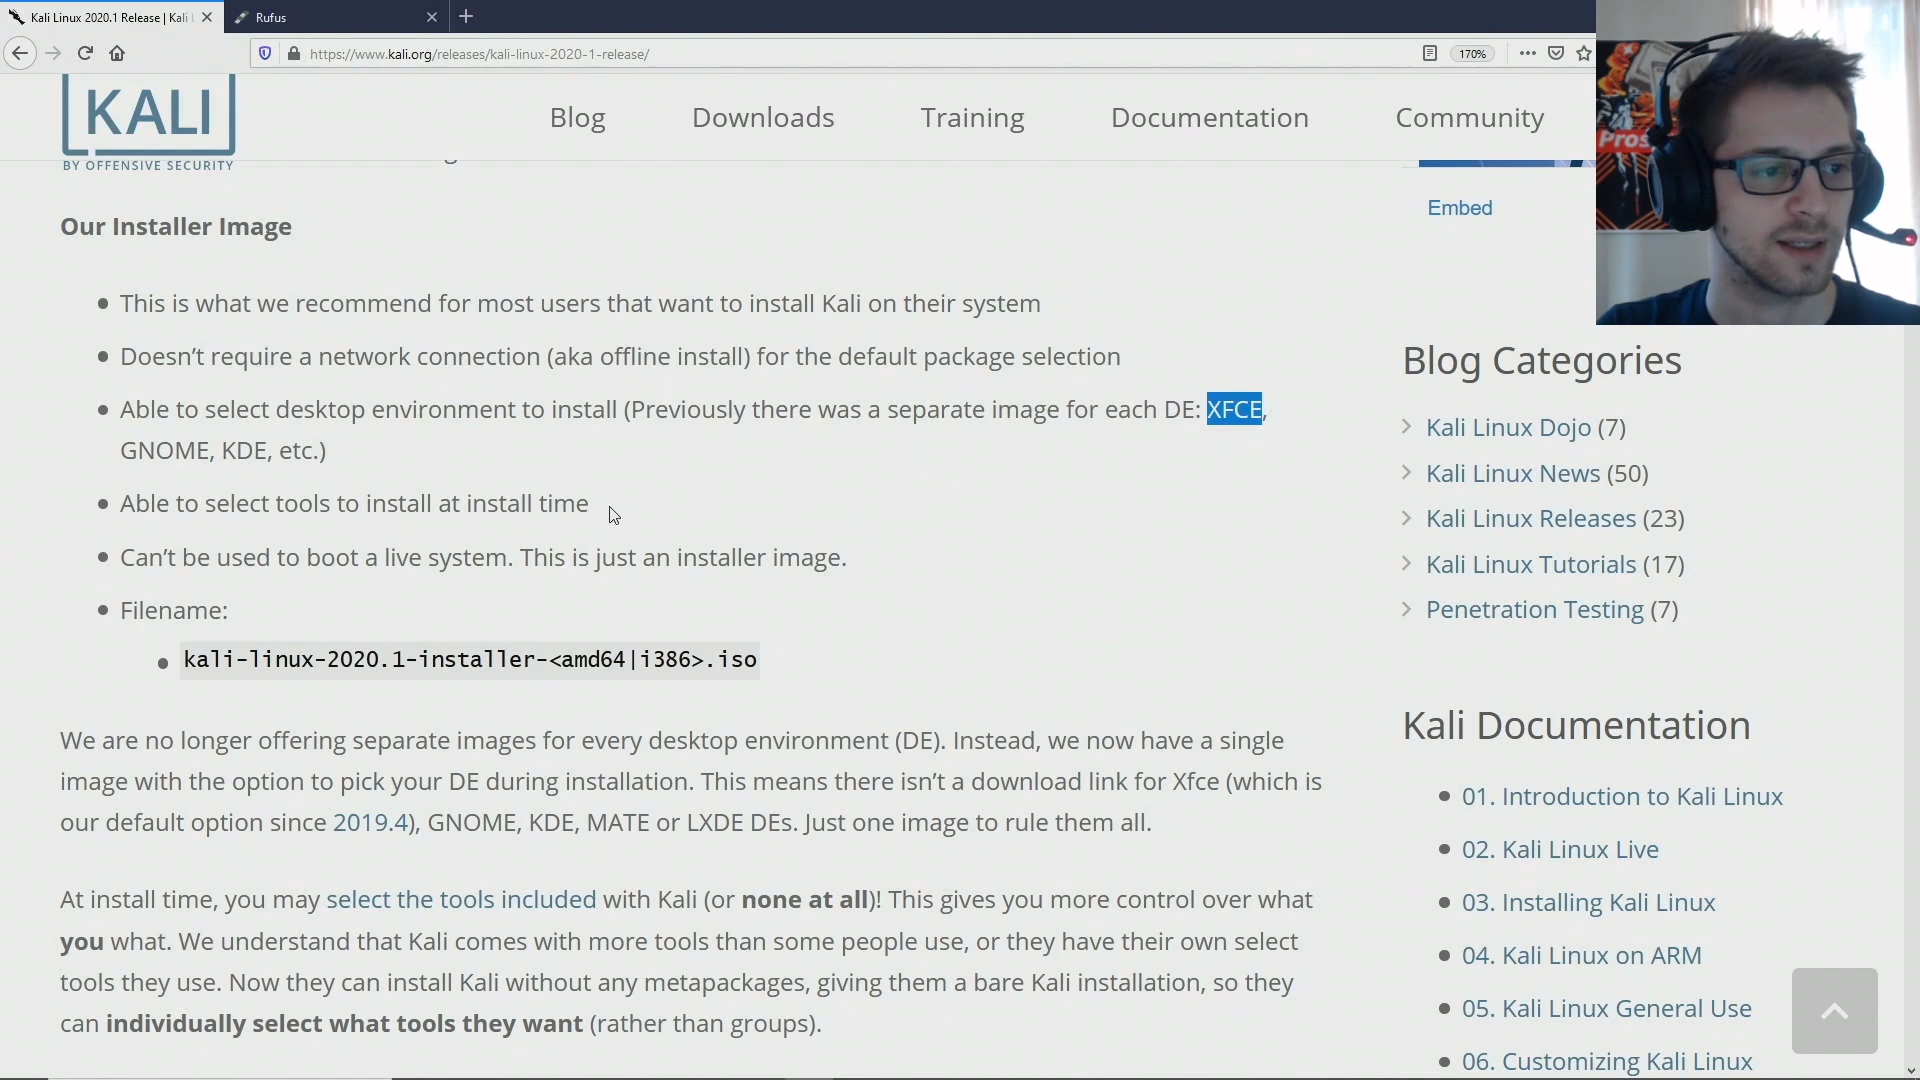 Kali Linux 2020.1 Release | Kali L
Rufus
https://www.kali.org/releases/kali-linux-2020-1-release/
170%
KALI
BY OFFENSIVE SECURITY
Blog
Downloads
Training
Documentation
Community
Embed
Pros
Our Installer Image
This is what we recommend for most users that want to install Kali on their system
Doesn't require a network connection (aka offline install) for the default package selection
Able to select desktop environment to install (Previously there was a separate image for each DE: XFCE,
GNOME, KDE, etc.)
Able to select tools to install at install time
Can't be used to boot a live system. This is just an installer image.
Filename:
kali-linux-2020.1-installer-<amd64|i386>.iso
We are no longer offering separate images for every desktop environment (DE). Instead, we now have a single
image with the option to pick your DE during installation. This means there isn't a download link for Xfce (which is
our default option since 2019.4), GNOME, KDE, MATE or LXDE DEs. Just one image to rule them all.
At install time, you may select the tools included with Kali (or none at all)! This gives you more control over what
you what. We understand that Kali comes with more tools than some people use, or they have their own select
tools they use. Now they can install Kali without any metapackages, giving them a bare Kali installation, so they
can individually select what tools they want (rather than groups).
Blog Categories
Kali Linux Dojo (7)
Kali Linux News (50)
Kali Linux Releases (23)
Kali Linux Tutorials (17)
Penetration Testing (7)
Kali Documentation
01. Introduction to Kali Linux
02. Kali Linux Live
03. Installing Kali Linux
04. Kali Linux on ARM
05. Kali Linux General Use
06. Customizing Kali Linux